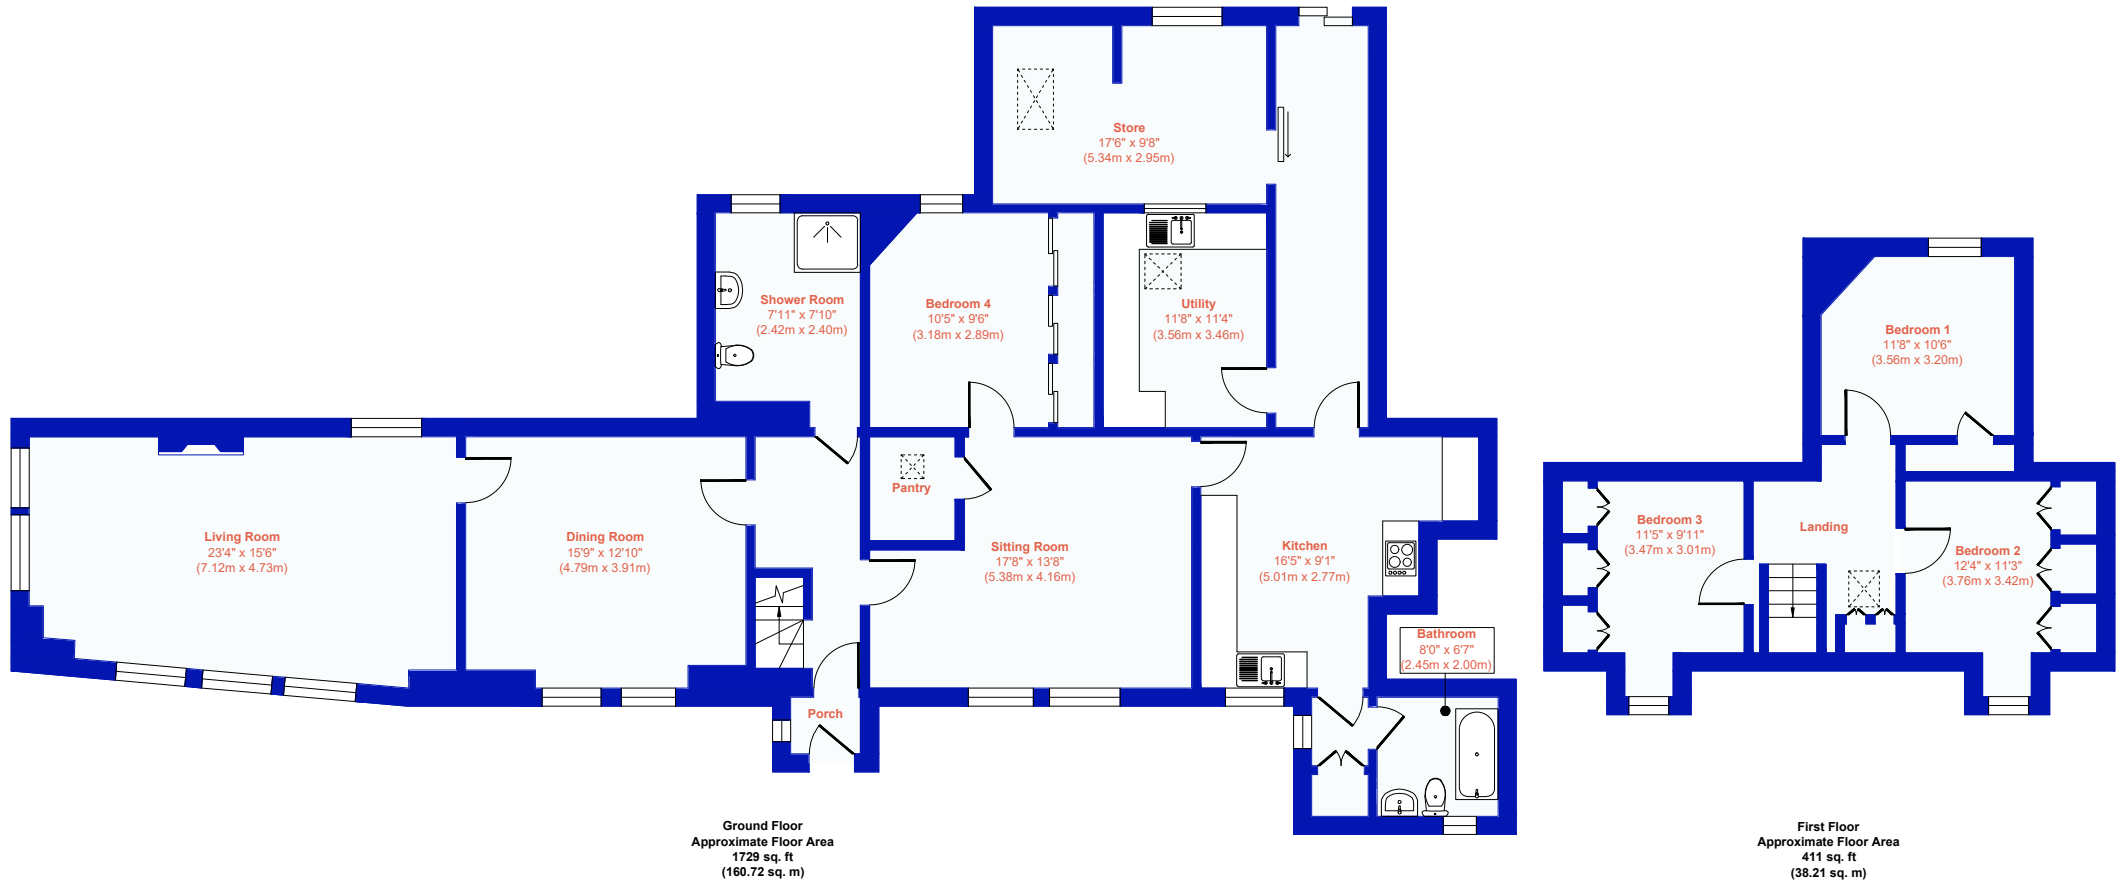 Store
17'6" x 9'8"
(5.34m x 2.95m)
Shower Room
7'11" x 7'10"
(2.42m x 2.40m)
Bedroom 4
10'5" x 9'6"
(3.18m x 2.89m)
Utility
11'8" x 11'4"
(3.56m x 3.46m)
Pantry
Living Room
23'4" x 15'6"
(7.12m x 4.73m)
Dining Room
15'9" x 12'10"
(4.79m x 3.91m)
Sitting Room
17'8" x 13'8"
(5.38m x 4.16m)
Kitchen
16'5" x 9'1"
(5.01m x 2.77m)
Bathroom
8'0" x 6'7"
(2.45m x 2.00m)
Porch
Ground Floor
Approximate Floor Area
1729 sq. ft
(160.72 sq. m)
Bedroom 1
11'8" x 10'6"
(3.56m x 3.20m)
Bedroom 3
11'5" x 9'11"
(3.47m x 3.01m)
Landing
Bedroom 2
12'4" x 11'3"
(3.76m x 3.42m)
First Floor
Approximate Floor Area
411 sq. ft
(38.21 sq. m)